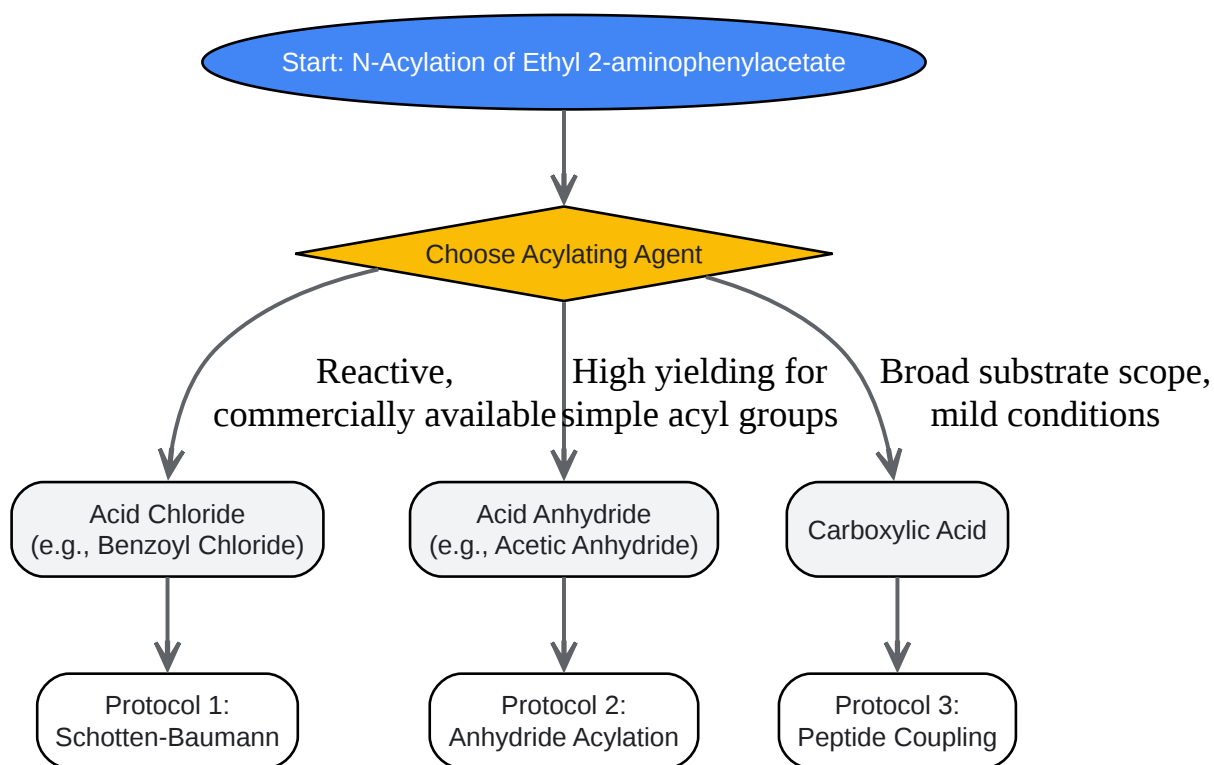 Start: N-Acylation of Ethyl 2-aminophenylacetate
Choose Acylating Agent
Reactive,
commercially available
High yielding for
simple acyl groups
Broad substrate scope,
mild conditions
Acid Chloride
(e.g., Benzoyl Chloride)
Acid Anhydride
(e.g., Acetic Anhydride)
Carboxylic Acid
Protocol 1:
Schotten-Baumann
Protocol 2:
Anhydride Acylation
Protocol 3:
Peptide Coupling